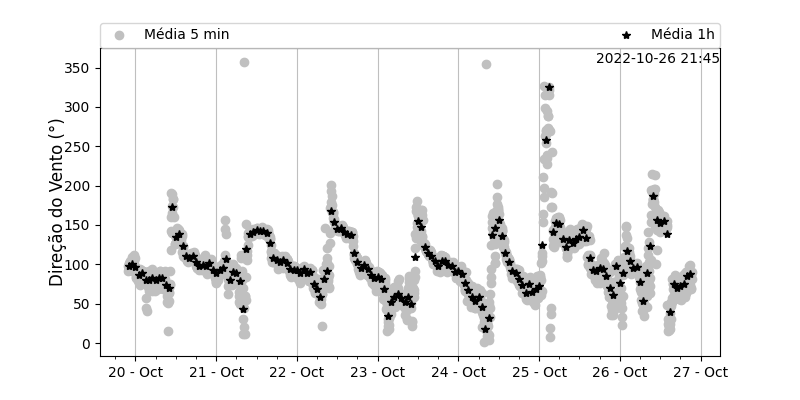 Média 5 min
Média 1h
2022-10-26 21:45
Direção do Vento (°)
350
300
250
200
150
100
50
0
20 - Oct
21 - Oct
22 - Oct
23 - Oct
24 - Oct
25 - Oct
26 - Oct
27 - Oct